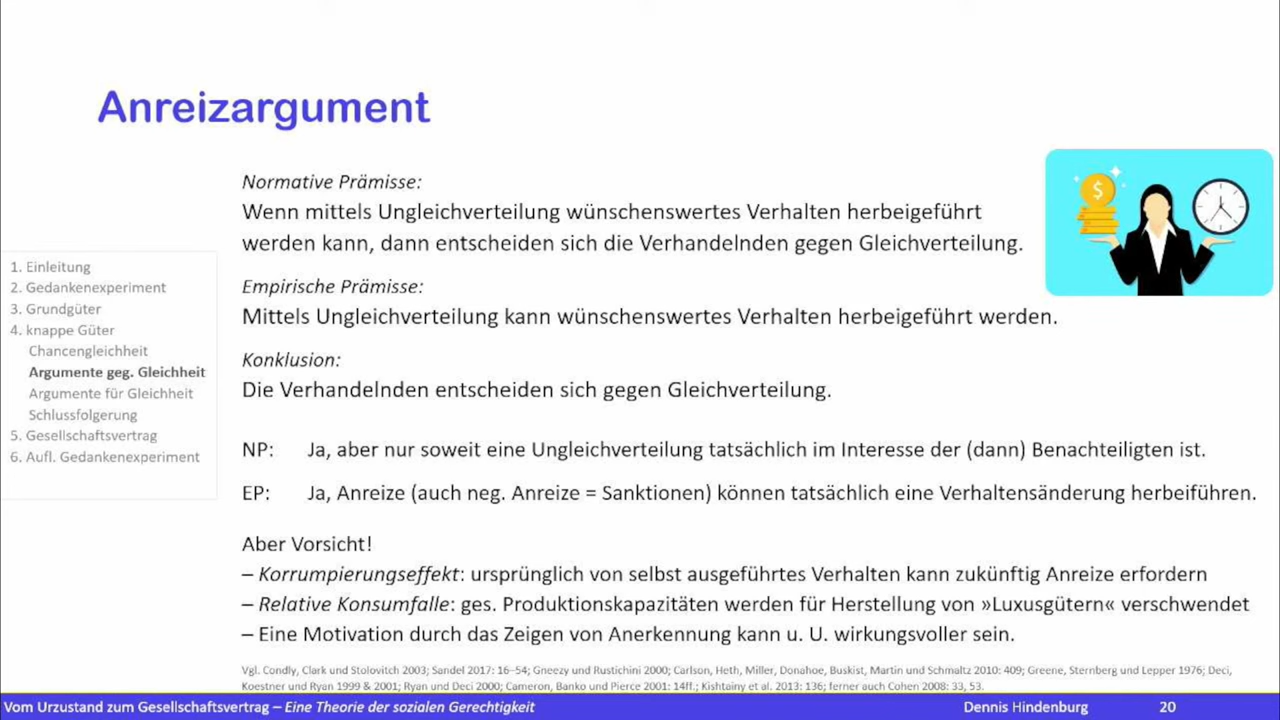 Anreizargument
Normative Prämisse:
Wenn mittels Ungleichverteilung wünschenswertes Verhalten herbeigeführt
werden kann, dann entscheiden sich die Verhandelnden gegen Gleichverteilung.
Empirische Prämisse:
Mittels Ungleichverteilung kann wünschenswertes Verhalten herbeigeführt werden.
Konklusion:
Die Verhandelnden entscheiden sich gegen Gleichverteilung.
NP: Ja, aber nur soweit eine Ungleichverteilung tatsächlich im Interesse der (dann) Benachteiligten ist.
EP: Ja, Anreize (auch neg. Anreize = Sanktionen) können tatsächlich eine Verhaltensänderung herbeiführen.
Aber Vorsicht!
– Korrumpierungseffekt: ursprünglich von selbst ausgeführtes Verhalten kann zukünftig Anreize erfordern
– Relative Konsumfalle: ges. Produktionskapazitäten werden für Herstellung von »Luxusgütern« verschwendet
– Eine Motivation durch das Zeigen von Anerkennung kann u. U. wirkungsvoller sein.
Vgl. Condly, Clark und Stolovitch 2003; Sandel 2017: 16–54; Gneezy und Rustichini 2000; Carlson, Heth, Miller, Donahoe, Buskist, Martin und Schmaltz 2010: 409; Greene, Sternberg und Lepper 1976; Deci,
Koestner und Ryan 1999 & 2001; Ryan und Deci 2000; Cameron, Banko und Pierce 2001: 14ff.; Kishtainy et al. 2013: 136; ferner auch Cohen 2008: 33, 53.
1. Einleitung
2. Gedankenexperiment
3. Grundgüter
4. knappe Güter
Chancengleichheit
Argumente geg. Gleichheit
Argumente für Gleichheit
Schlussfolgerung
5. Gesellschaftsvertrag
6. Aufl. Gedankenexperiment
$
Vom Urzustand zum Gesellschaftsvertrag – Eine Theorie der sozialen Gerechtigkeit
Dennis Hindenburg
20